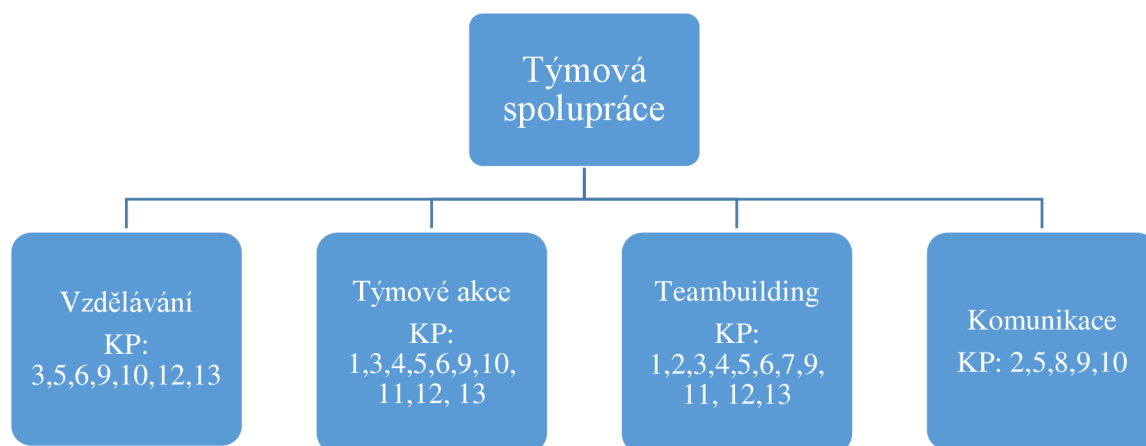 Týmová
spolupráce
Vzdělávání
KP:
3,5,6,9,10,12,13
Týmové akce
KP:
1,3,4,5,6,9,10,
11,12, 13
Teambuilding
KP:
1,2,3,4,5,6,7,9,
11, 12,13
Komunikace
KP: 2,5,8,9,10